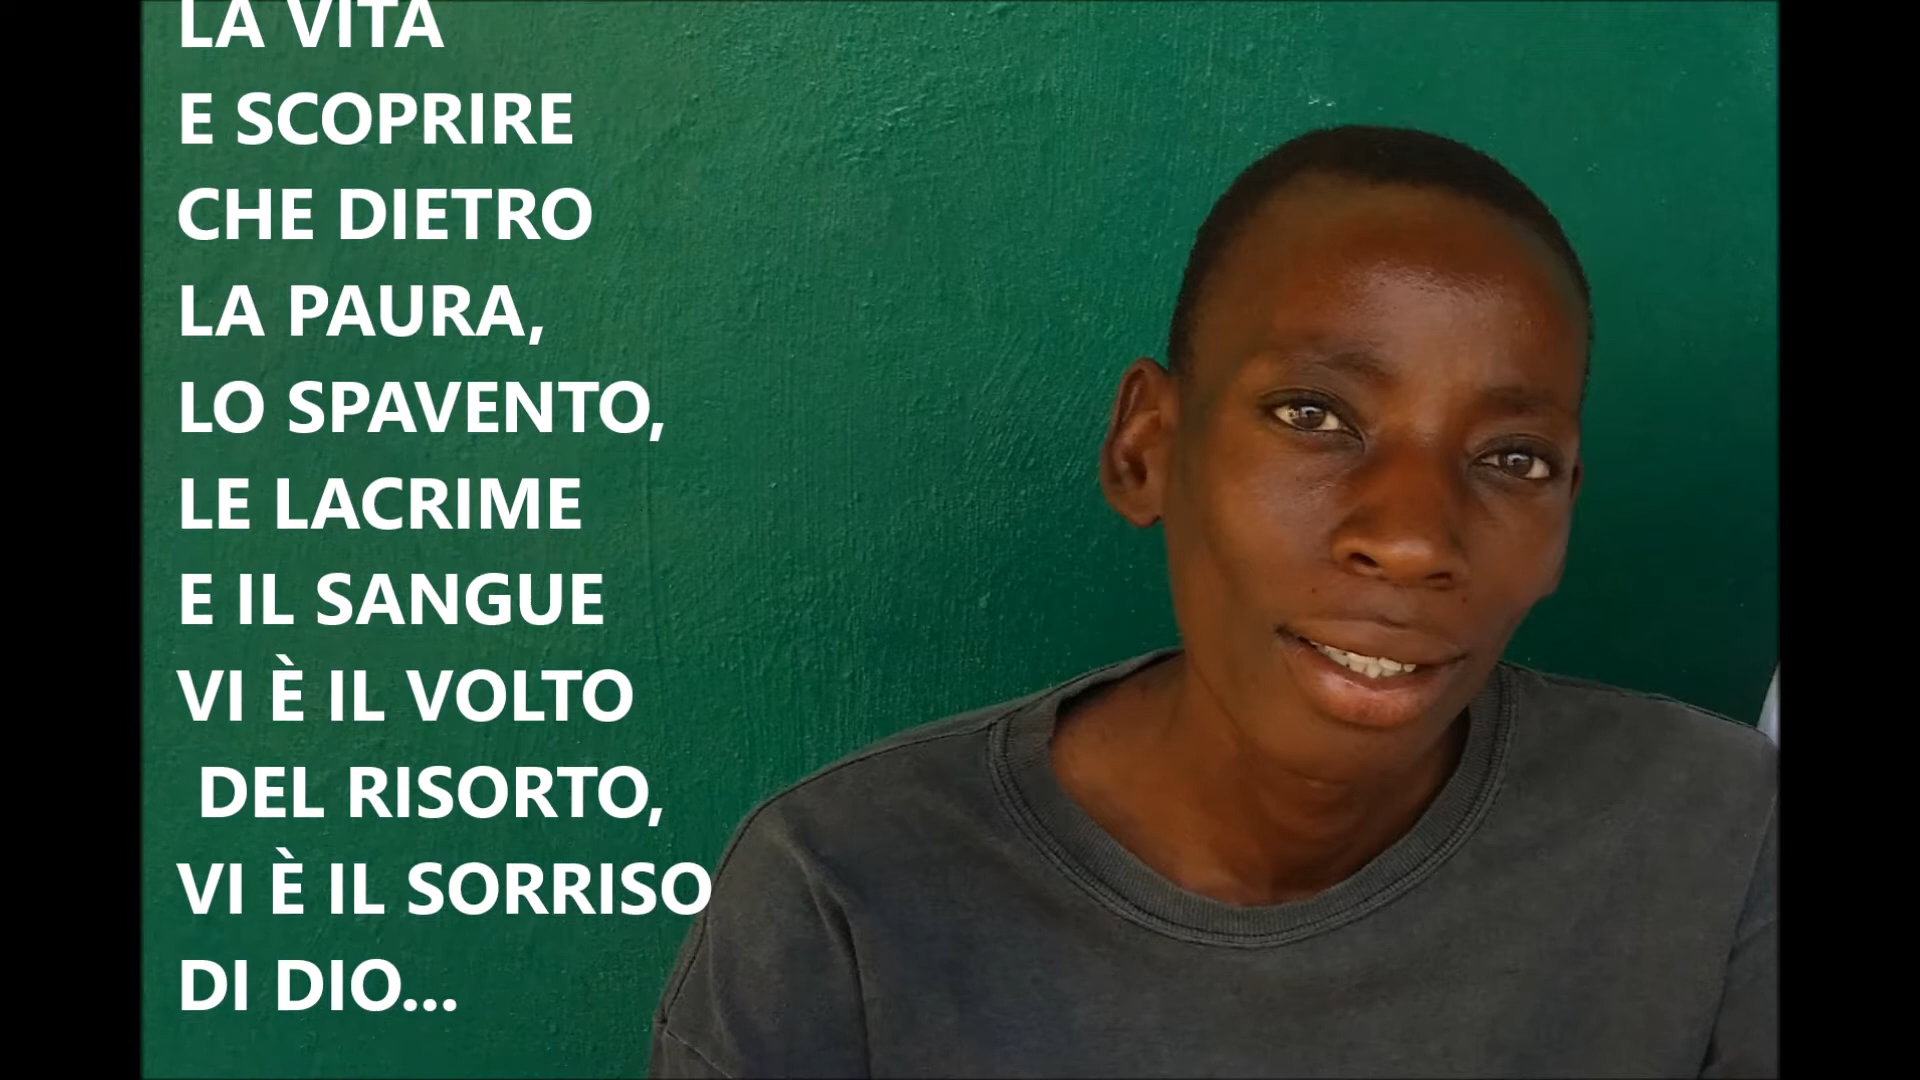 LA VITA
E SCOPRIRE
CHE DIETRO
LA PAURA,
LO SPAVENTO,
LE LACRIME
E IL SANGUE
VI È IL VOLTO
DEL RISORTO,
VI È IL SORRISO
DI DIO...